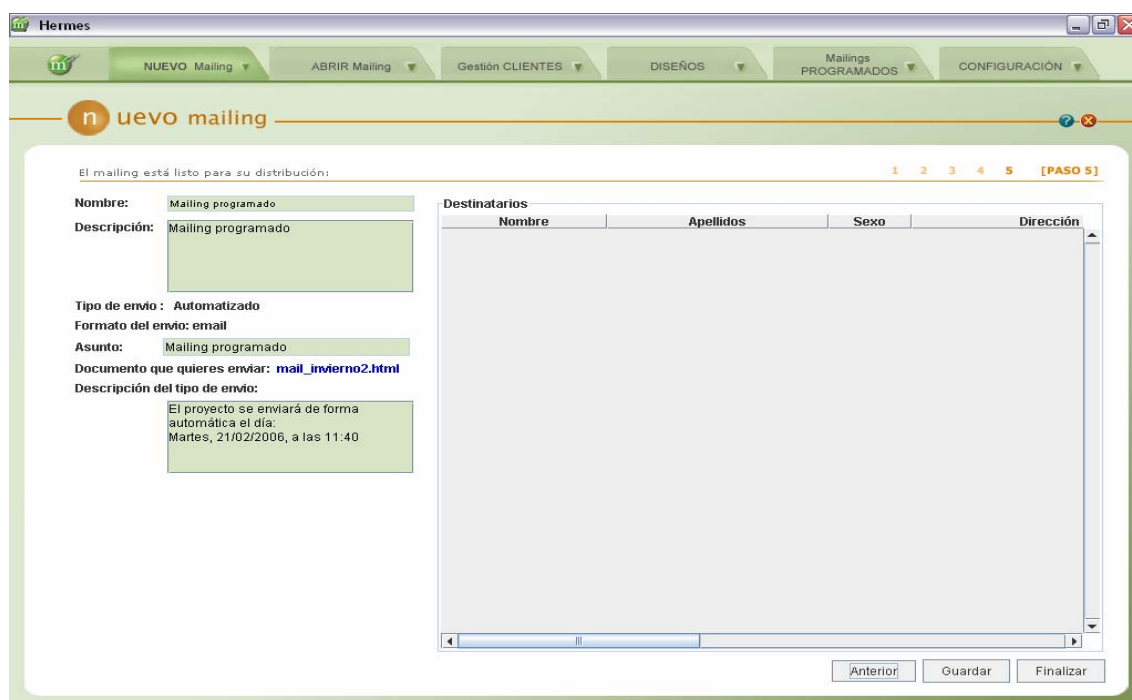 Hermes
m
NUEVO Mailing
ABRIR Mailing
Gestión CLIENTES
DISEÑOS
Mailings
PROGRAMADOS
CONFIGURACIÓN
nuevo mailing
?
El mailing está listo para su distribución:
1 2 3 4 5 [PASO 5]
Nombre: Mailing programado
Descripción: Mailing programado
Tipo de envio : Automatizado
Formato del envio: email
Asunto: Mailing programado
Documento que quieres enviar: mail_invierno2.html
Descripción del tipo de envio:
El proyecto se enviará de forma
automática el día:
Martes, 21/02/2006, a las 11:40
Destinatarios
Nombre Apellidos Sexo Dirección
Anterior Guardar Finalizar